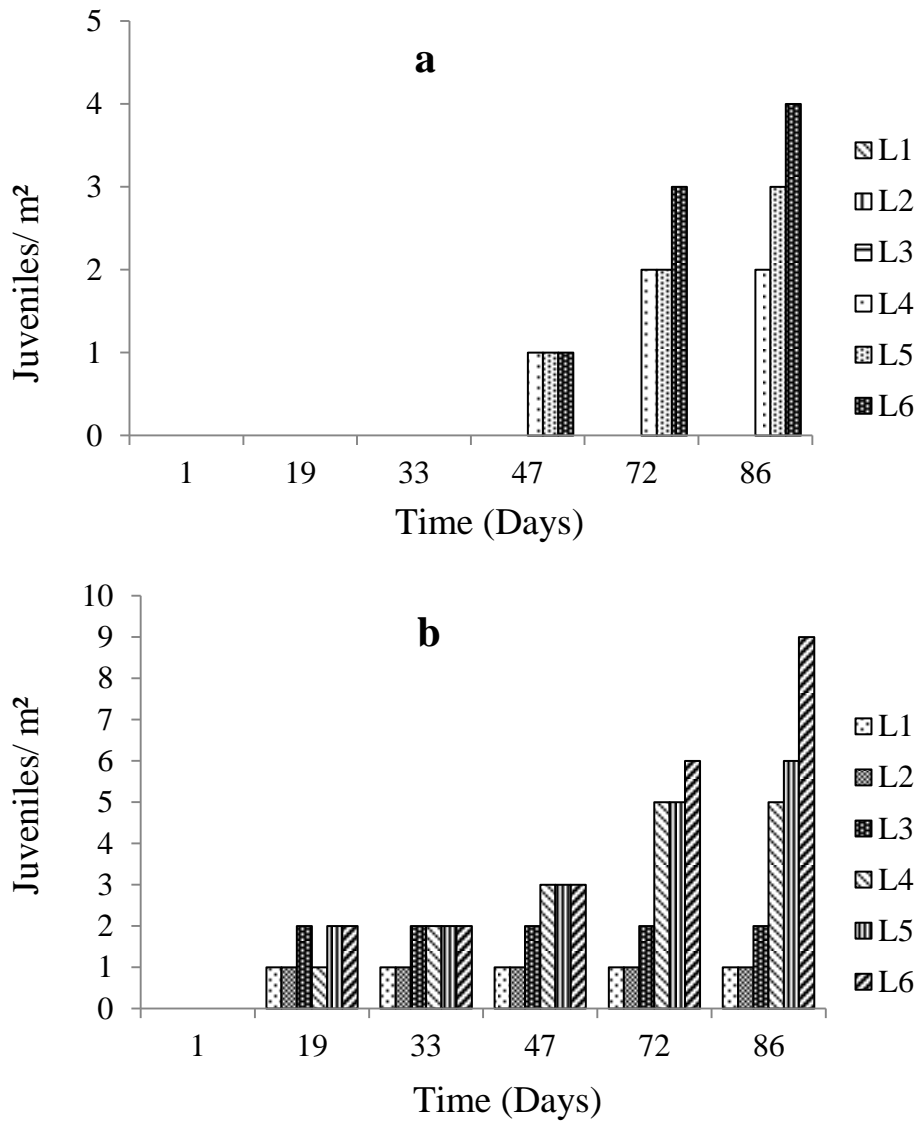 a
Juveniles/ m²
5
4
3
2
1
0
1 19 33 47 72 86
Time (Days)
L1
L2
L3
L4
L5
L6
b
Juveniles/ m²
10
9
8
7
6
5
4
3
2
1
0
1 19 33 47 72 86
Time (Days)
L1
L2
L3
L4
L5
L6